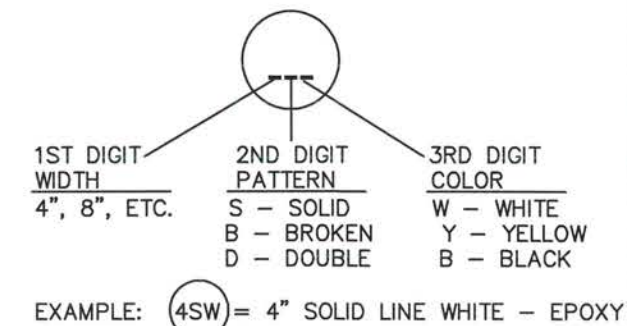 1ST DIGIT 2ND DIGIT 3RD DIGIT
WIDTH PATTERN COLOR
4", 8", ETC. S – SOLID W – WHITE
B – BROKEN Y – YELLOW
D – DOUBLE B – BLACK
EXAMPLE: 4SW = 4" SOLID LINE WHITE – EPOXY